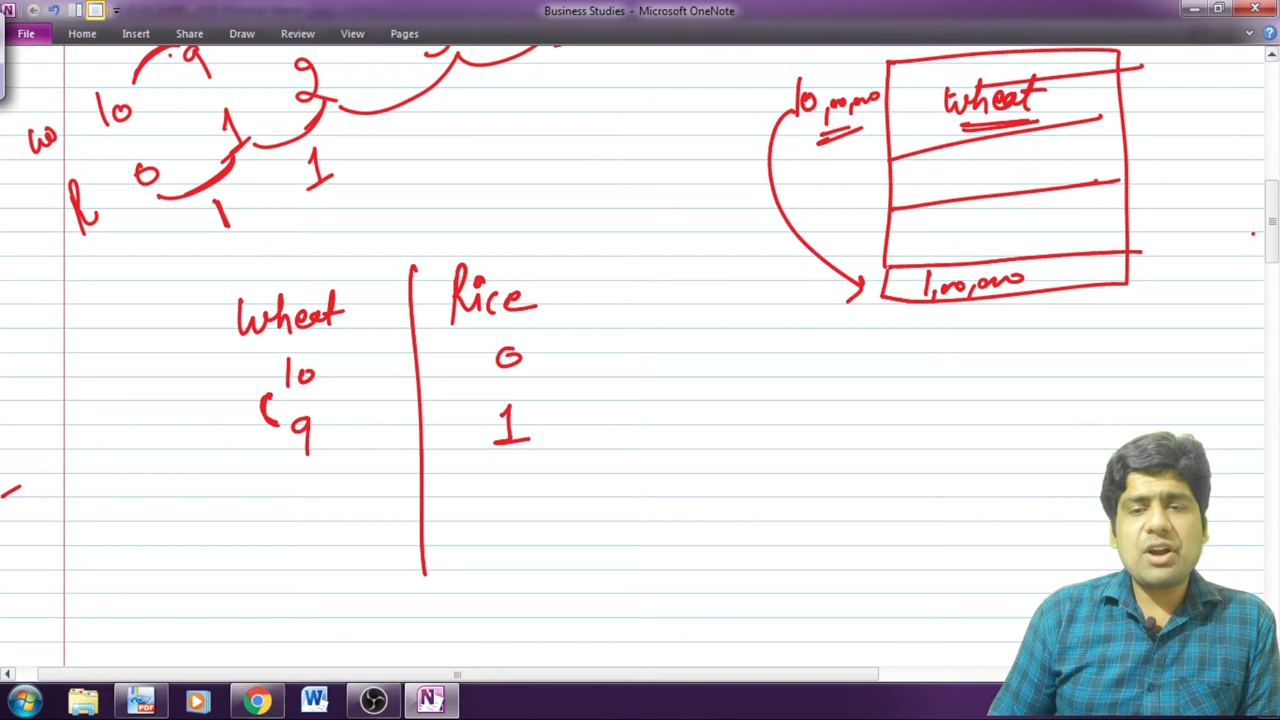 Business Studies - Microsoft OneNote
File Home Insert Share Draw Review View Pages
9 2
10 1 1
w
0 1
R
10,00,000 wheat
1,00,000
Wheat Rice
10 0
9 1